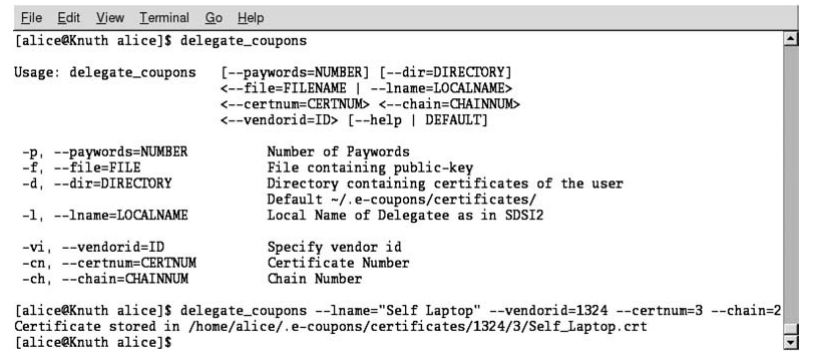 File Edit View Terminal Go Help
[alice@Knuth alice]$ delegate_coupons
Usage: delegate_coupons [--paywords=NUMBER] [--dir=DIRECTORY]
<--file=FILENAME | --lname=LOCALNAME>
<--certnum=CERTNUM> <--chain=CHAINNUM>
<--vendorid=ID> [--help | DEFAULT]
-p, --paywords=NUMBER Number of Paywords
-f, --file=FILE File containing public-key
-d, --dir=DIRECTORY Directory containing certificates of the user
Default ~/.e-coupons/certificates/
-l, --lname=LOCALNAME Local Name of Delegatee as in SDSI2
-vi, --vendorid=ID Specify vendor id
-cn, --certnum=CERTNUM Certificate Number
-ch, --chain=CHAINNUM Chain Number
[alice@Knuth alice]$ delegate_coupons --lname="Self Laptop" --vendorid=1324 --certnum=3 --chain=2
Certificate stored in /home/alice/.e-coupons/certificates/1324/3/Self_Laptop.crt
[alice@Knuth alice]$